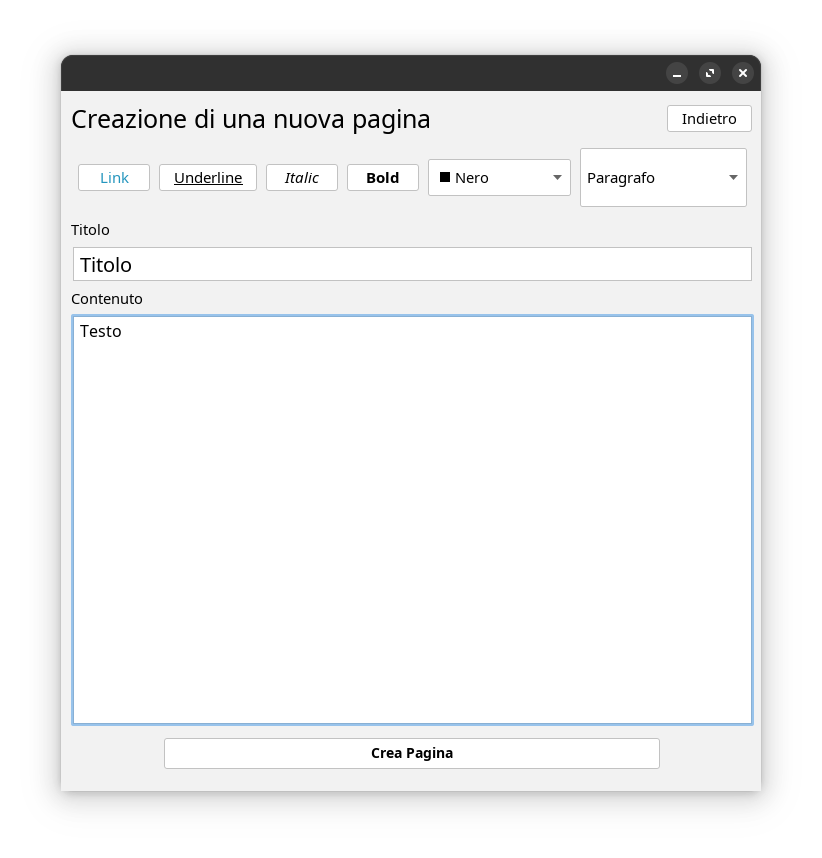 Creazione di una nuova pagina
Indietro
Link Underline Italic Bold Nero Paragrafo
Titolo
Titolo
Contenuto
Testo
Crea Pagina